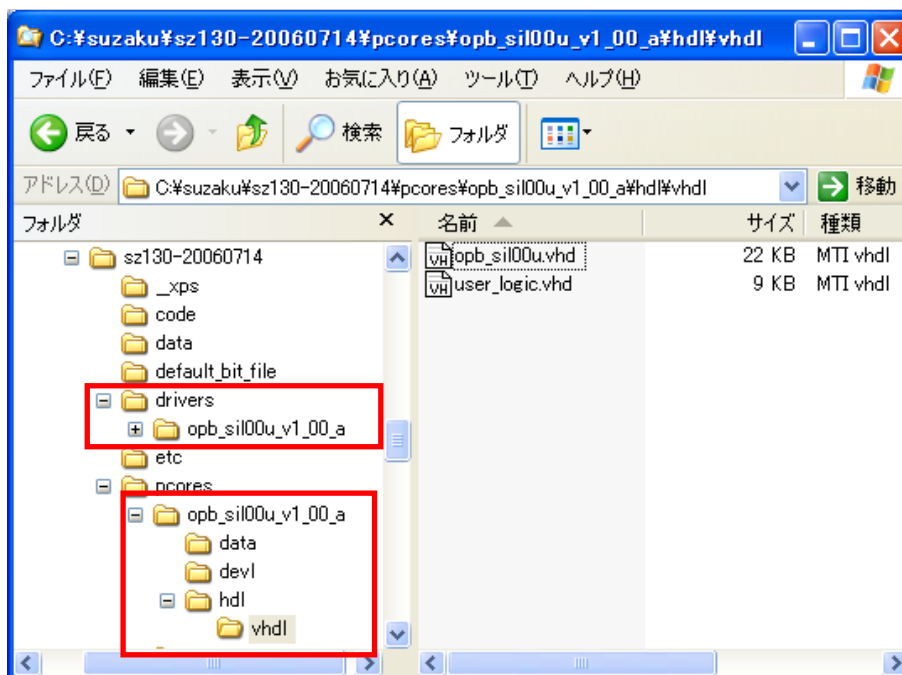 C:¥suzaku¥sz130-20060714¥pcores¥opb_sil00u_v1_00_a¥hdl¥vhdl
ファイル(F) 編集(E) 表示(V) お気に入り(A) ツール(T) ヘルプ(H)
戻る 検索 フォルダ
アドレス(D) C:¥suzaku¥sz130-20060714¥pcores¥opb_sil00u_v1_00_a¥hdl¥vhdl 移動
フォルダ × 名前 サイズ 種類
sz130-20060714
_xps
code
data
default_bit_file
drivers
opb_sil00u_v1_00_a
etc
pcores
opb_sil00u_v1_00_a
data
devl
hdl
vhdl
opb_sil00u.vhd 22 KB MTI vhdl
user_logic.vhd 9 KB MTI vhdl